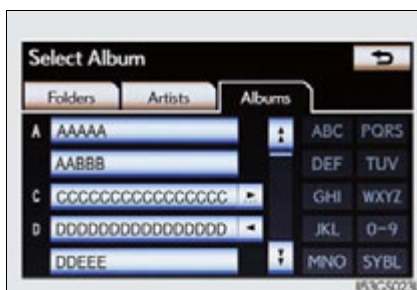 Select Album
Folders Artists Albums
A AAAAA ABC PQRS
AABBB DEF TUV
C CCCCCCCCCCCCCCCC GHI WXYZ
D DDDDDDDDDDDDDDDD JKL 0-9
DDEEE MNO SYBL